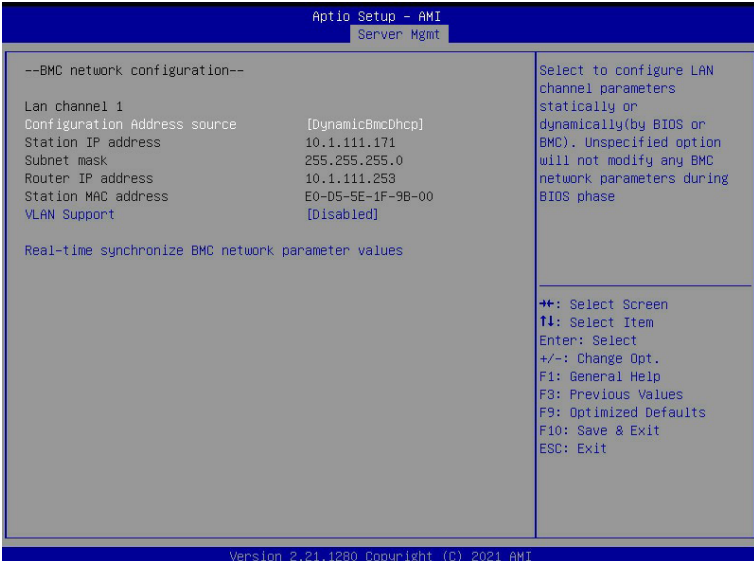 Aptio Setup – AMI
Server Mgmt
--BMC network configuration--
Lan channel 1
Configuration Address source [DynamicBmcDhcp]
Station IP address 10.1.111.171
Subnet mask 255.255.255.0
Router IP address 10.1.111.253
Station MAC address E0-D5-5E-1F-9B-00
VLAN Support [Disabled]
Real-time synchronize BMC network parameter values
Select to configure LAN
channel parameters
statically or
dynamically(by BIOS or
BMC). Unspecified option
will not modify any BMC
network parameters during
BIOS phase
→←: Select Screen
↑↓: Select Item
Enter: Select
+/-: Change Opt.
F1: General Help
F3: Previous Values
F9: Optimized Defaults
F10: Save & Exit
ESC: Exit
Version 2.21.1280 Copyright (C) 2021 AMI